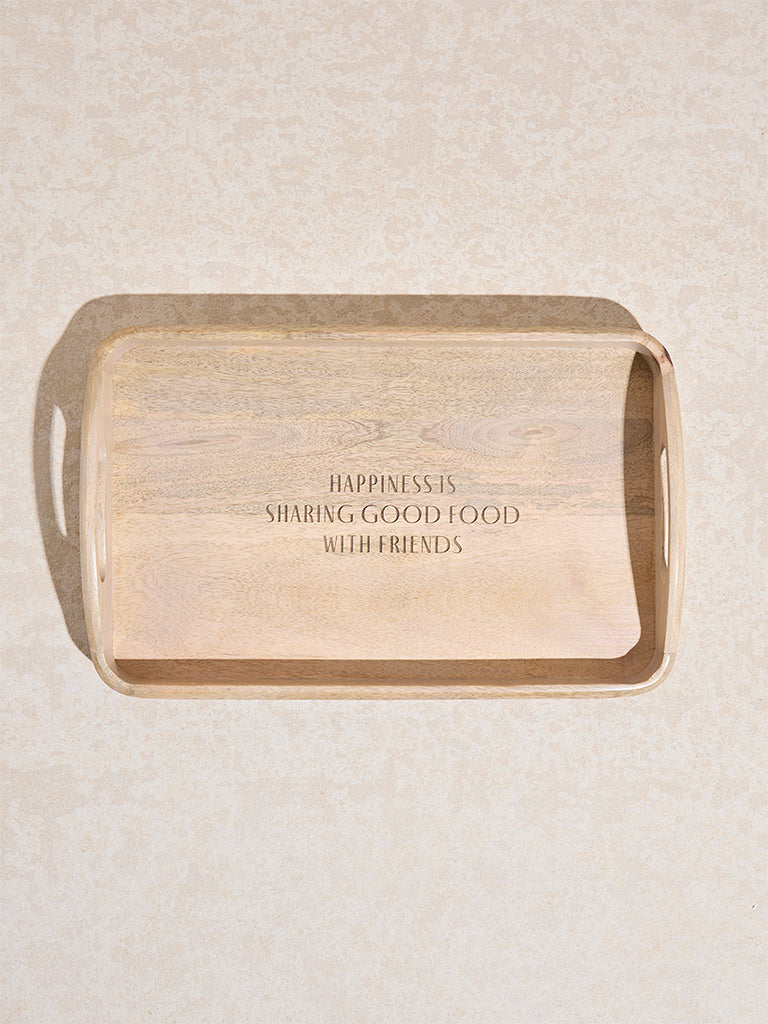 HAPPINESS IS
SHARING GOOD FOOD
WITH FRIENDS